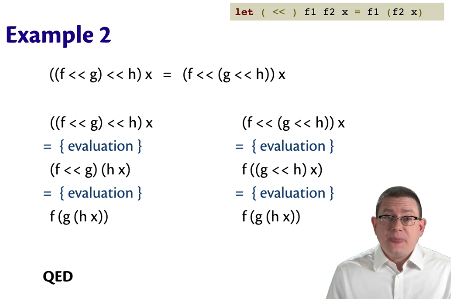 let ( << ) f1 f2 x = f1 (f2 x)
Example 2
((f << g) << h) x = (f << (g << h)) x
((f << g) << h) x
= { evaluation }
(f << g) (h x)
= { evaluation }
f (g (h x))
(f << (g << h)) x
= { evaluation }
f ((g << h) x)
= { evaluation }
f (g (h x))
QED